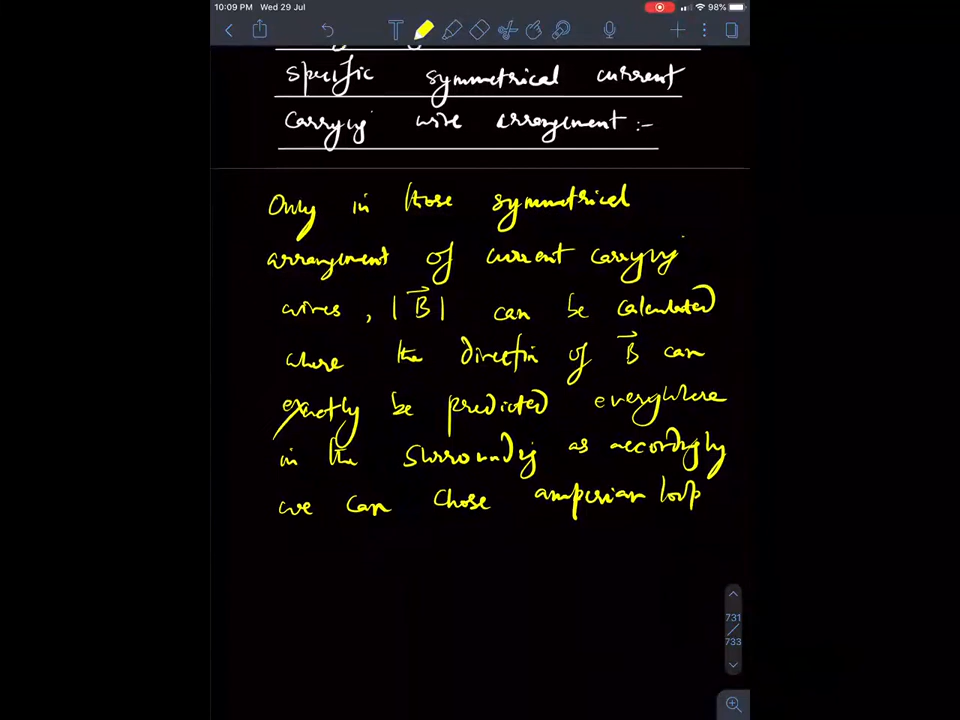 10:09 PM Wed 29 Jul
98%
specific symmetrical current
carrying wire arrangement :-
Only in those symmetrical
arrangement of current carrying
wires, |B⃗| can be calculated
where the direction of B⃗ can
exactly be predicted everywhere
in the surrounding as accordingly
we can chose amperian loop
731
/
733